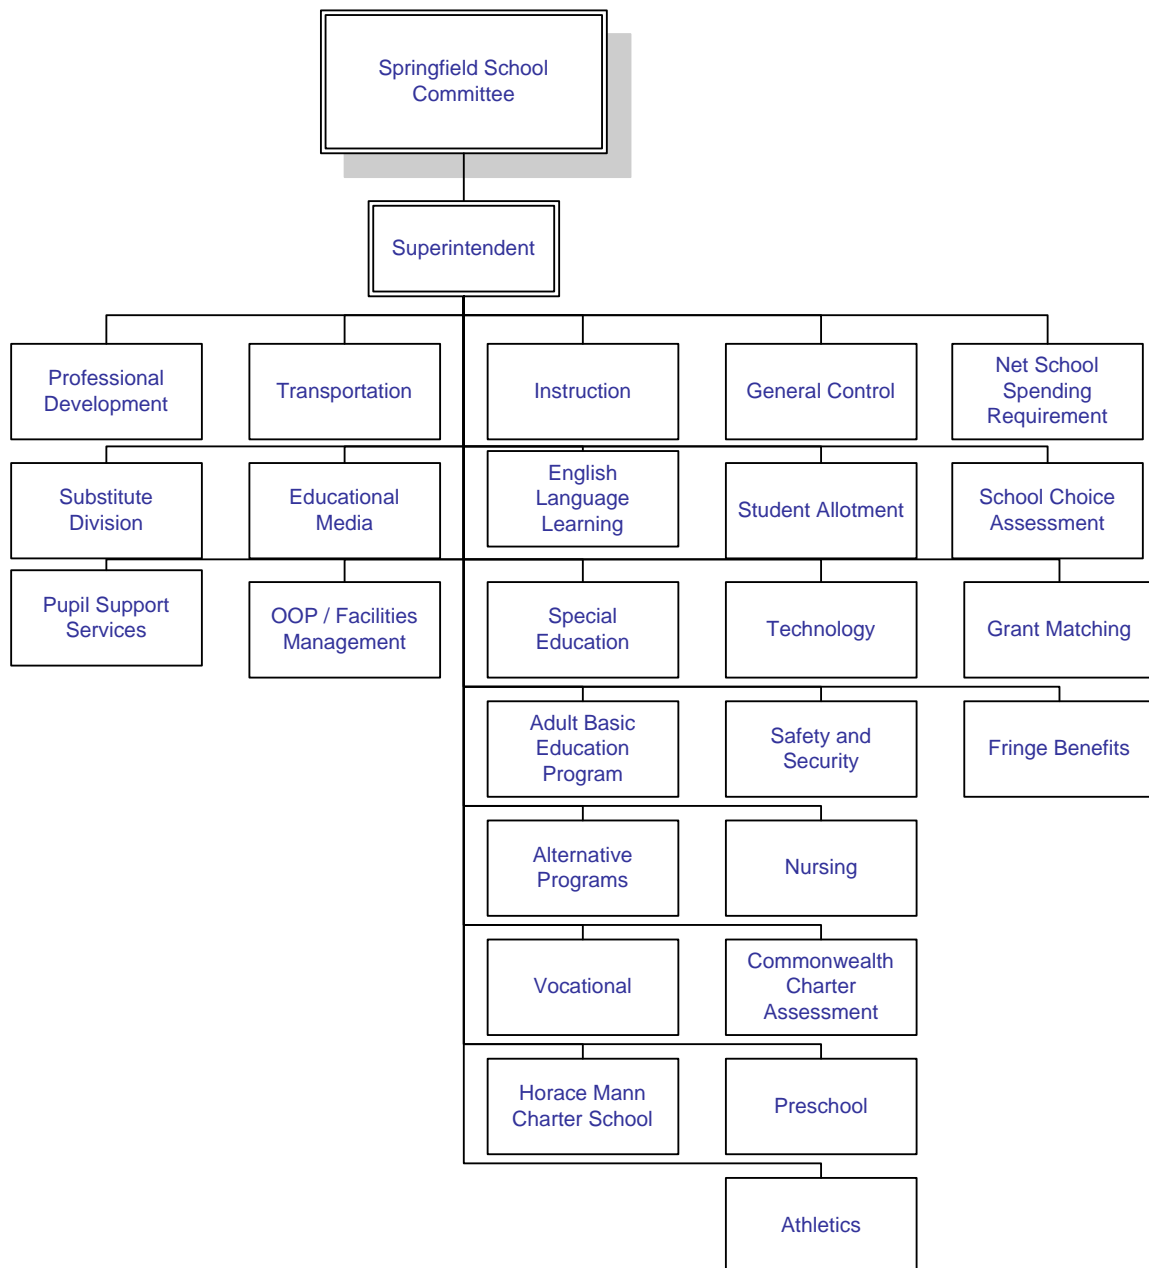 Springfield School
Committee
Superintendent
Professional
Development
Transportation
Instruction
General Control
Net School
Spending
Requirement
Substitute
Division
Educational
Media
English
Language
Learning
Student Allotment
School Choice
Assessment
Pupil Support
Services
OOP / Facilities
Management
Special
Education
Technology
Grant Matching
Adult Basic
Education
Program
Safety and
Security
Fringe Benefits
Alternative
Programs
Nursing
Vocational
Commonwealth
Charter
Assessment
Horace Mann
Charter School
Preschool
Athletics